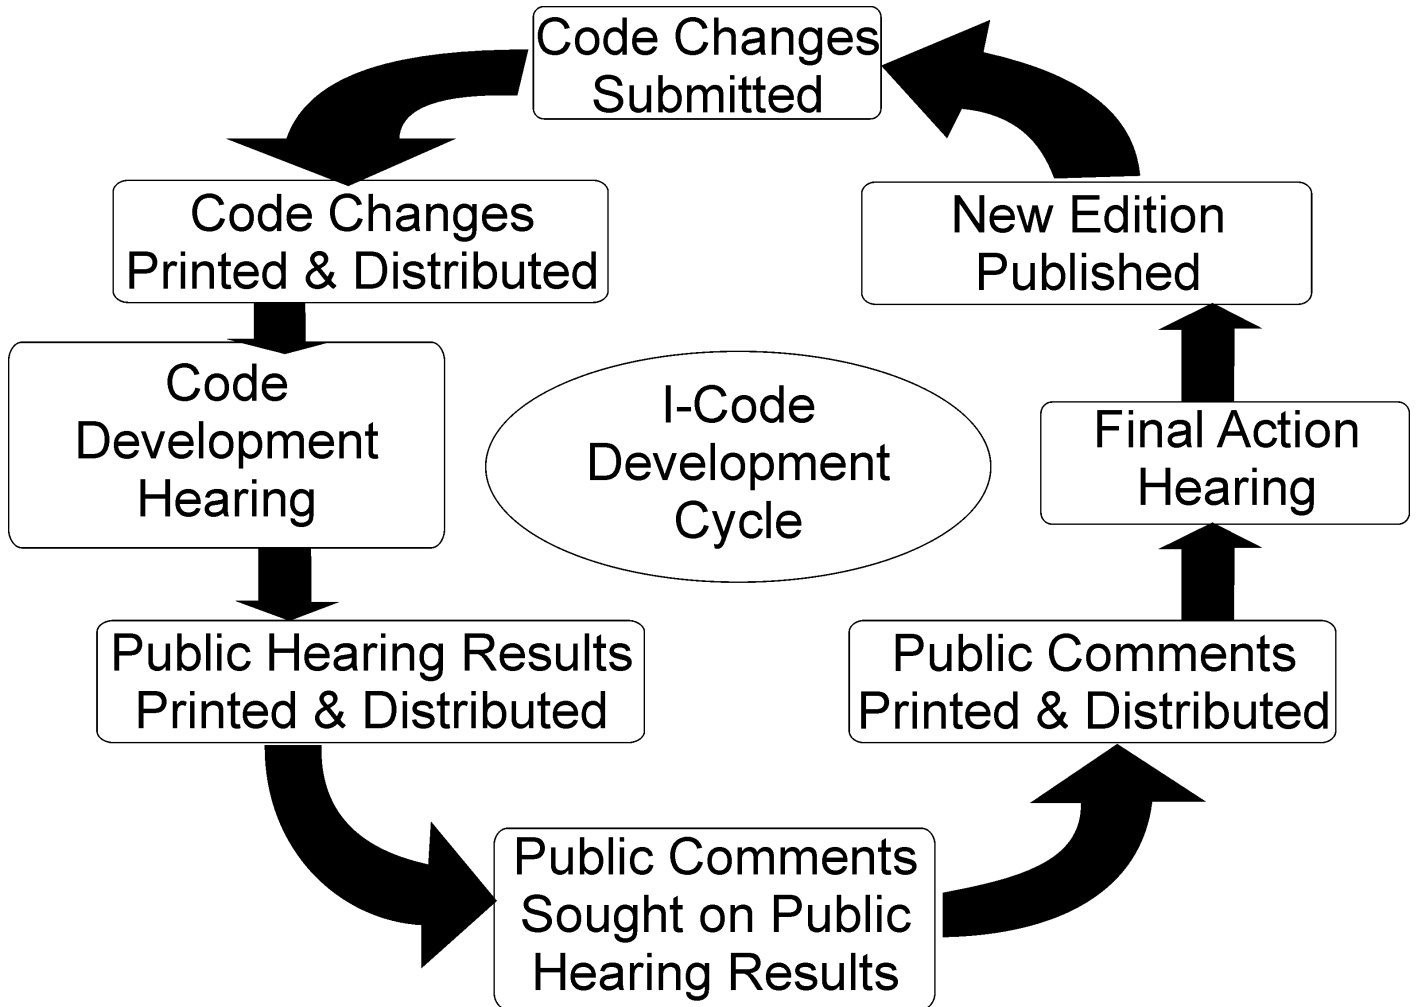 Code Changes
Submitted
Code Changes
Printed & Distributed
Code
Development
Hearing
Public Hearing Results
Printed & Distributed
Public Comments
Sought on Public
Hearing Results
Public Comments
Printed & Distributed
Final Action
Hearing
New Edition
Published
I-Code
Development
Cycle